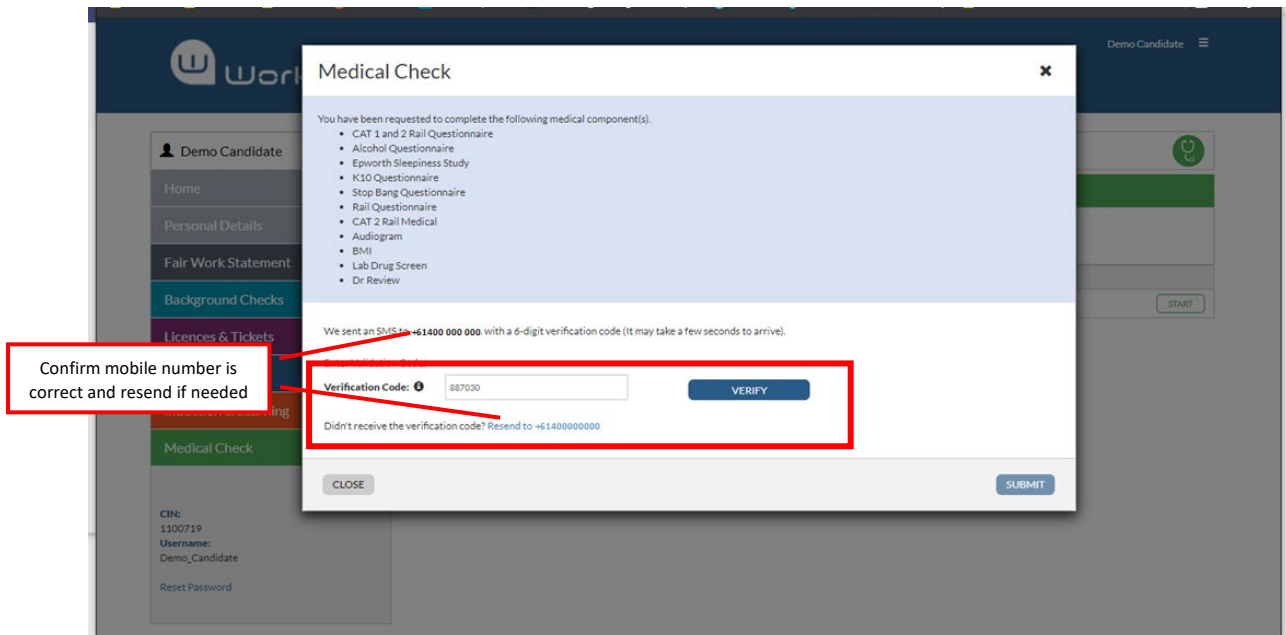 Demo Candidate
Medical Check
You have been requested to complete the following medical component(s).
• CAT 1 and 2 Rail Questionnaire
• Alcohol Questionnaire
• Epworth Sleepiness Study
• K10 Questionnaire
• Stop Bang Questionnaire
• Rail Questionnaire
• CAT 2 Rail Medical
• Audiogram
• BMI
• Lab Drug Screen
• Dr Review
Demo Candidate
Home
Personal Details
Fair Work Statement
Background Checks
Licences & Tickets
Medical Check
START
We sent an SMS to +61400 000 000. with a 6-digit verification code (It may take a few seconds to arrive).
Confirm mobile number is
correct and resend if needed
Verification Code:
887030
VERIFY
Didn't receive the verification code? Resend to +61400000000
CLOSE
SUBMIT
CIN:
1100719
Username:
Demo_Candidate
Reset Password